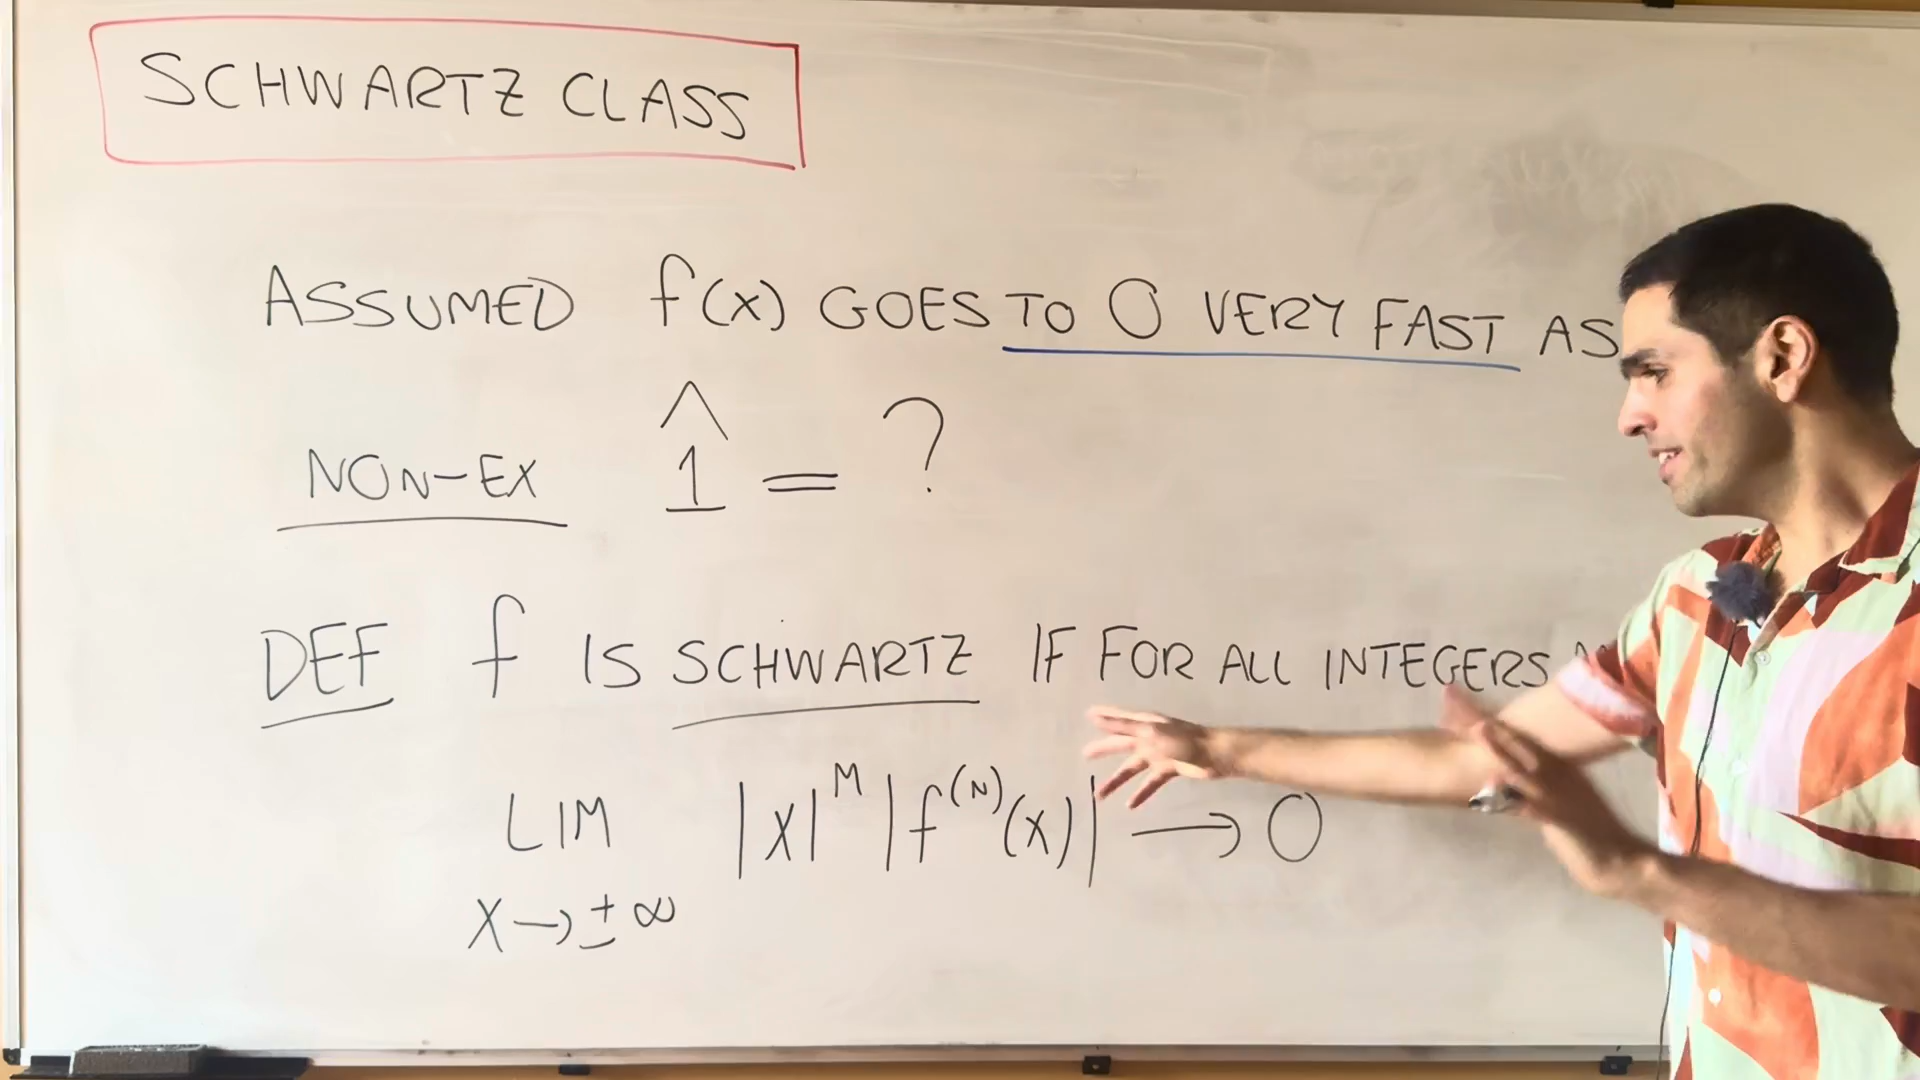 SCHWARTZ CLASS
ASSUMED f(x) GOES TO 0 VERY FAST AS
NON-EX \hat{1} = ?
DEF f IS SCHWARTZ IF FOR ALL INTEGERS
LIM |x|^M |f^(N)(x)| → 0
X → ± ∞